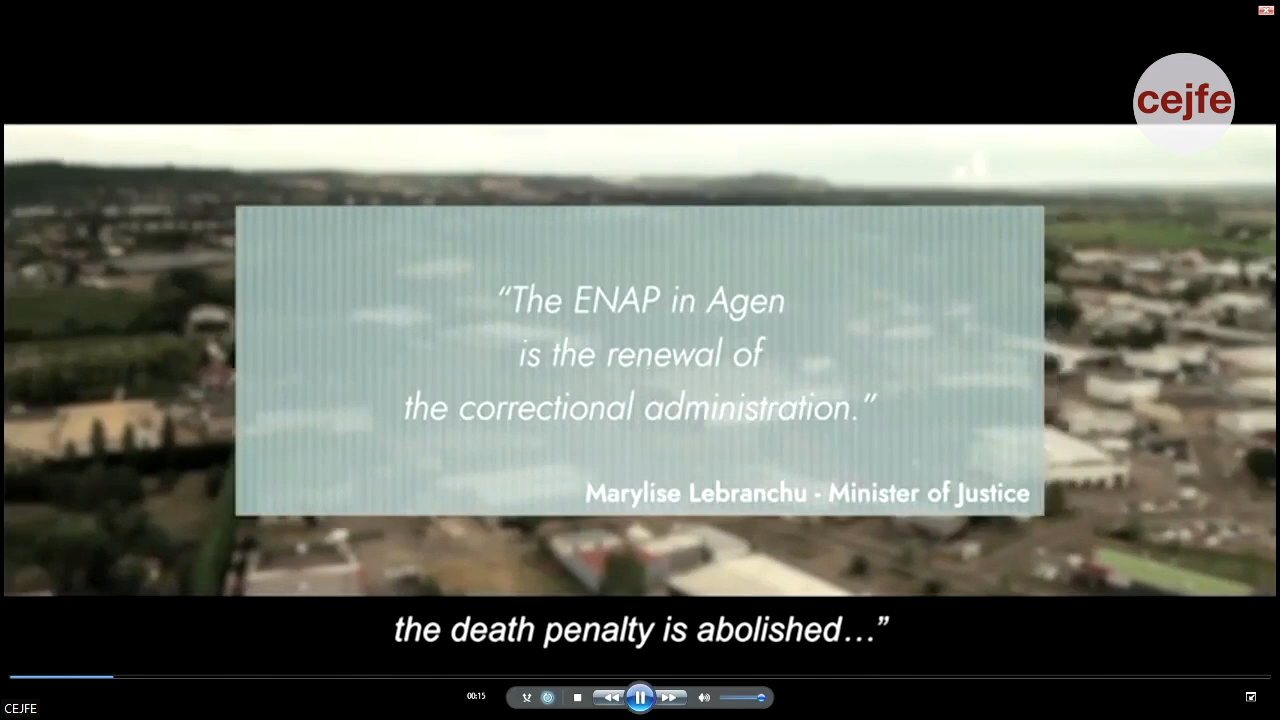 cejfe
“The ENAP in Agen
is the renewal of
the correctional administration.”
Marylise Lebranchu - Minister of Justice
the death penalty is abolished…”
00:15
CEJFE